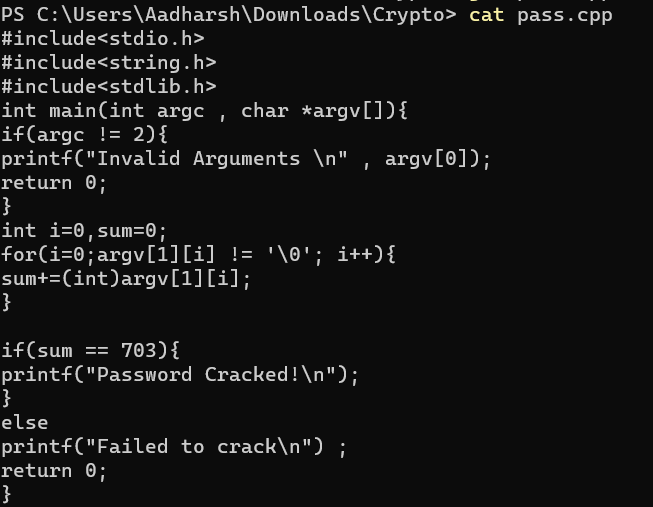 PS C:\Users\Aadharsh\Downloads\Crypto> cat pass.cpp
#include<stdio.h>
#include<string.h>
#include<stdlib.h>
int main(int argc , char *argv[]){
if(argc != 2){
printf("Invalid Arguments \n" , argv[0]);
return 0;
}
int i=0,sum=0;
for(i=0;argv[1][i] != '\0'; i++){
sum+=(int)argv[1][i];
}

if(sum == 703){
printf("Password Cracked!\n");
}
else
printf("Failed to crack\n") ;
return 0;
}